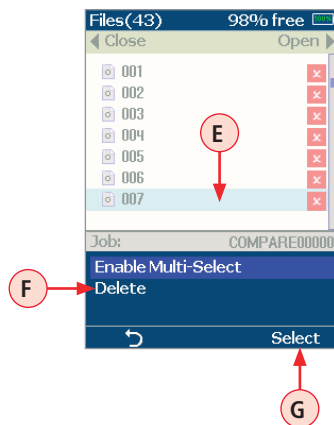 Files(43) 98% free 100%
Close Open
001
002
003
004
005
006
007
E
Job: COMPARE00000
Enable Multi-Select
Delete
F
Select
G